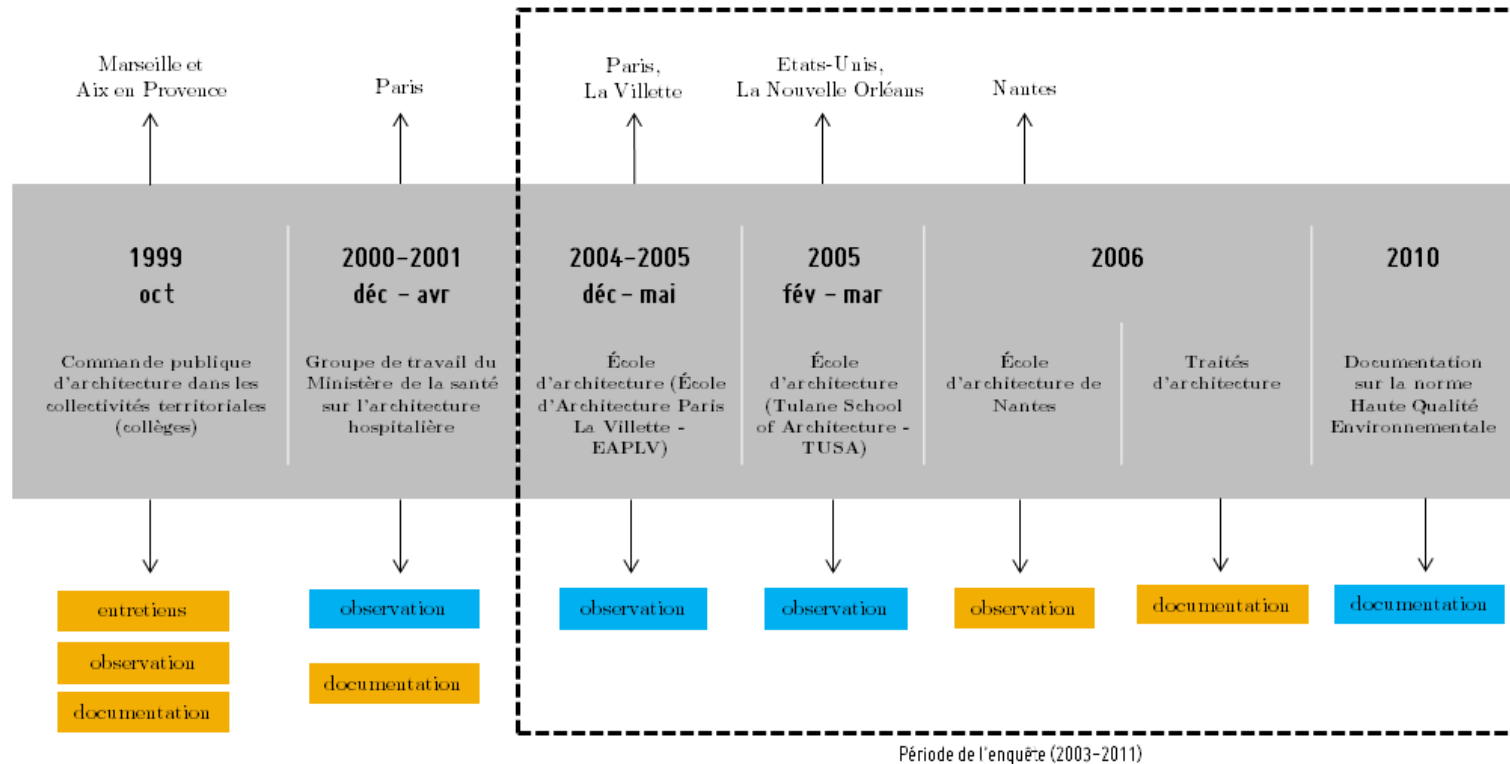 Marseille et
Aix en Provence
Paris
Paris,
La Villette
Etats-Unis,
La Nouvelle Orléans
Nantes
1999
oct
2000-2001
déc - avr
2004-2005
déc - mai
2005
fév - mar
2006
2010
Commande publique
d'architecture dans les
collectivités territoriales
(collèges)
Groupe de travail du
Ministère de la santé
sur l'architecture
hospitalière
École
d'architecture (École
d'Architecture Paris
La Villette -
EAPLV)
École
d'architecture
(Tulane School
of Architecture -
TUSA)
École
d'architecture de
Nantes
Traités
d'architecture
Documentation
sur la norme
Haute Qualité
Environnementale
entretiens
observation
documentation
observation
documentation
observation
observation
observation
documentation
documentation
Période de l'enquête (2003-2011)